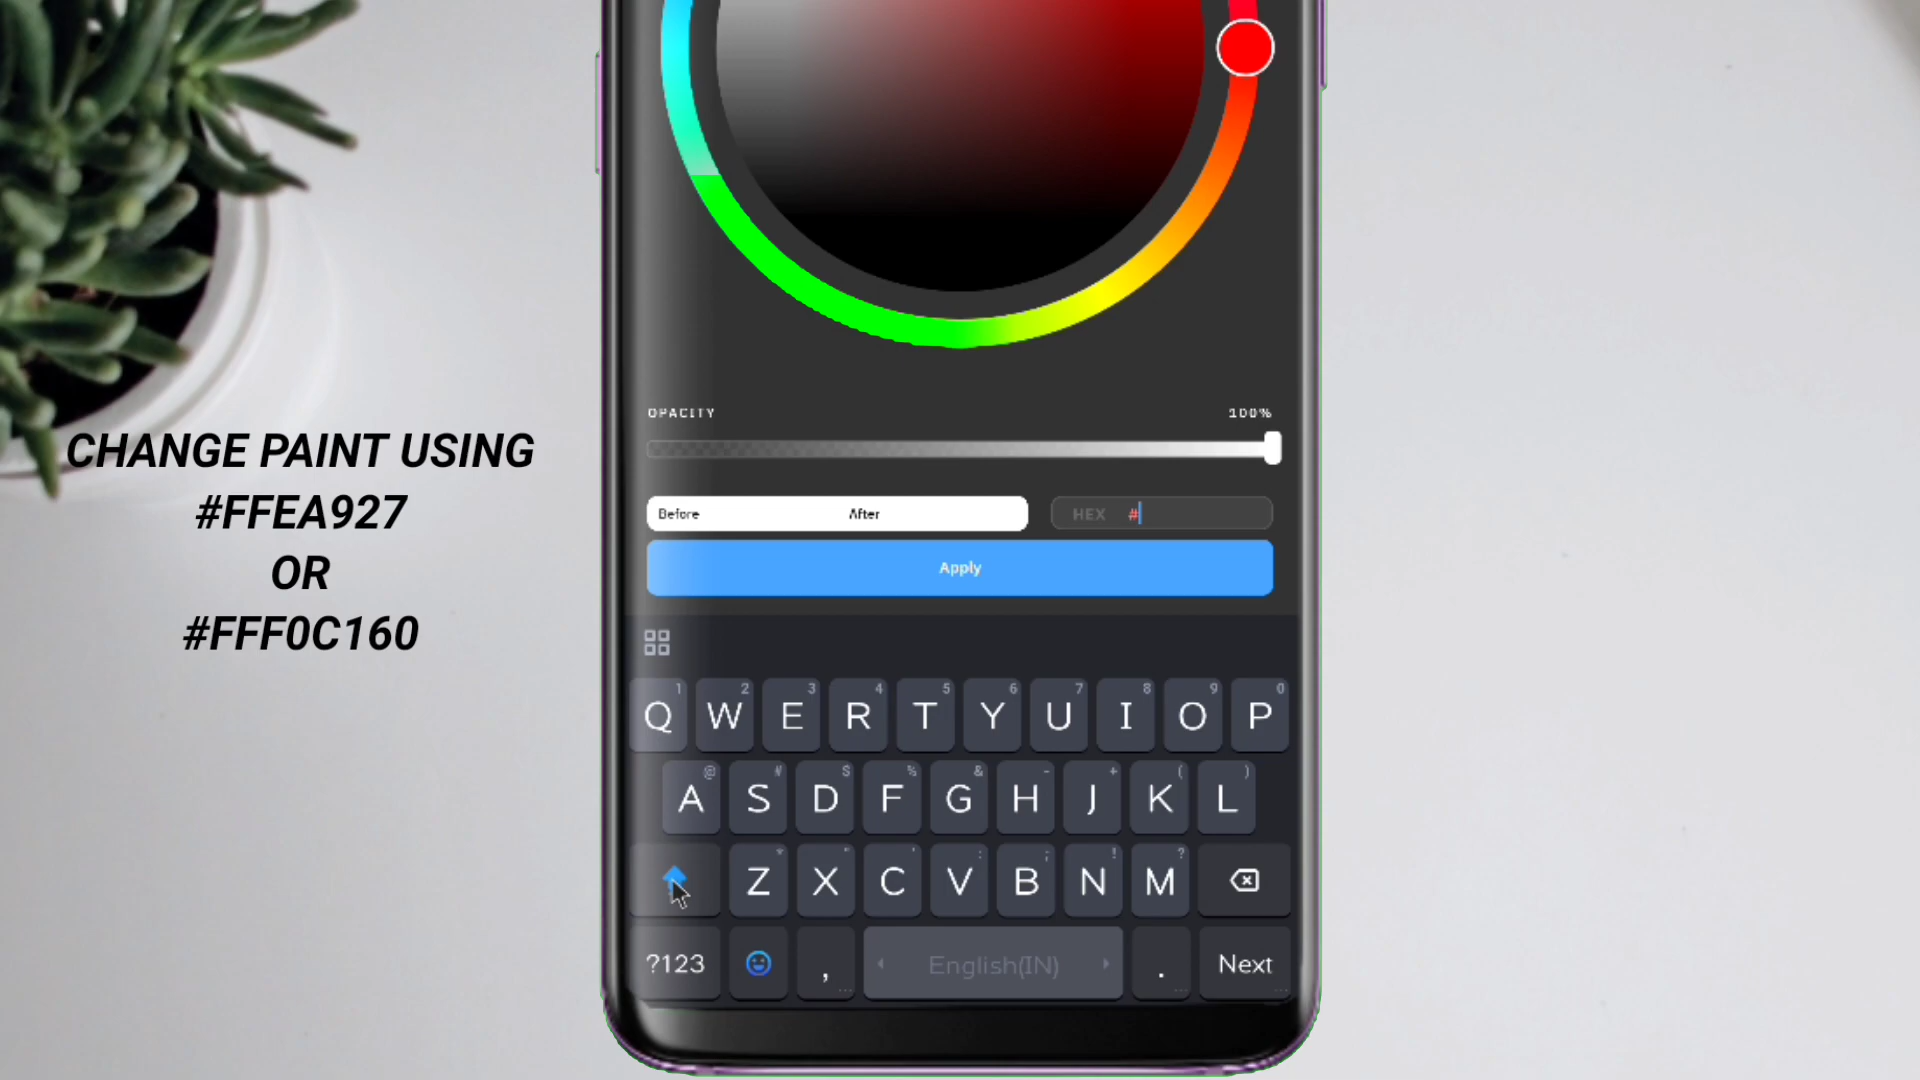 CHANGE PAINT USING
#FFEA927
OR
#FFF0C160
OPACITY 100%
Before After HEX #
Apply
1 2 3 4 5 6 7 8 9 0
Q W E R T Y U I O P
@ # $ % & - + ( )
A S D F G H J K L
* " ' : ; ! ?
Z X C V B N M
?123 , English(IN) . Next